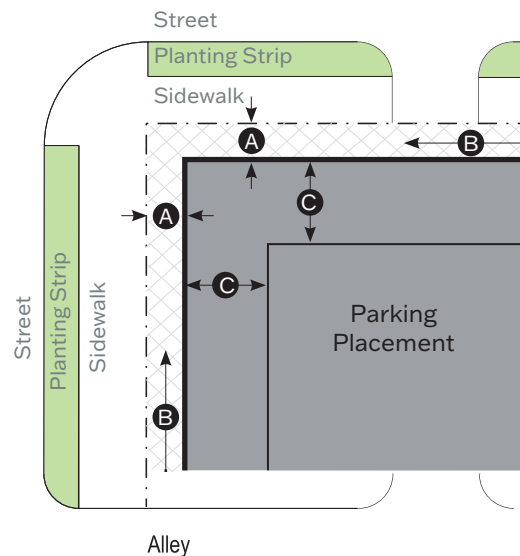 Street
Planting Strip
Sidewalk
A
B
C
A
C
Parking
Placement
Street
Planting Strip
Sidewalk
B
Alley